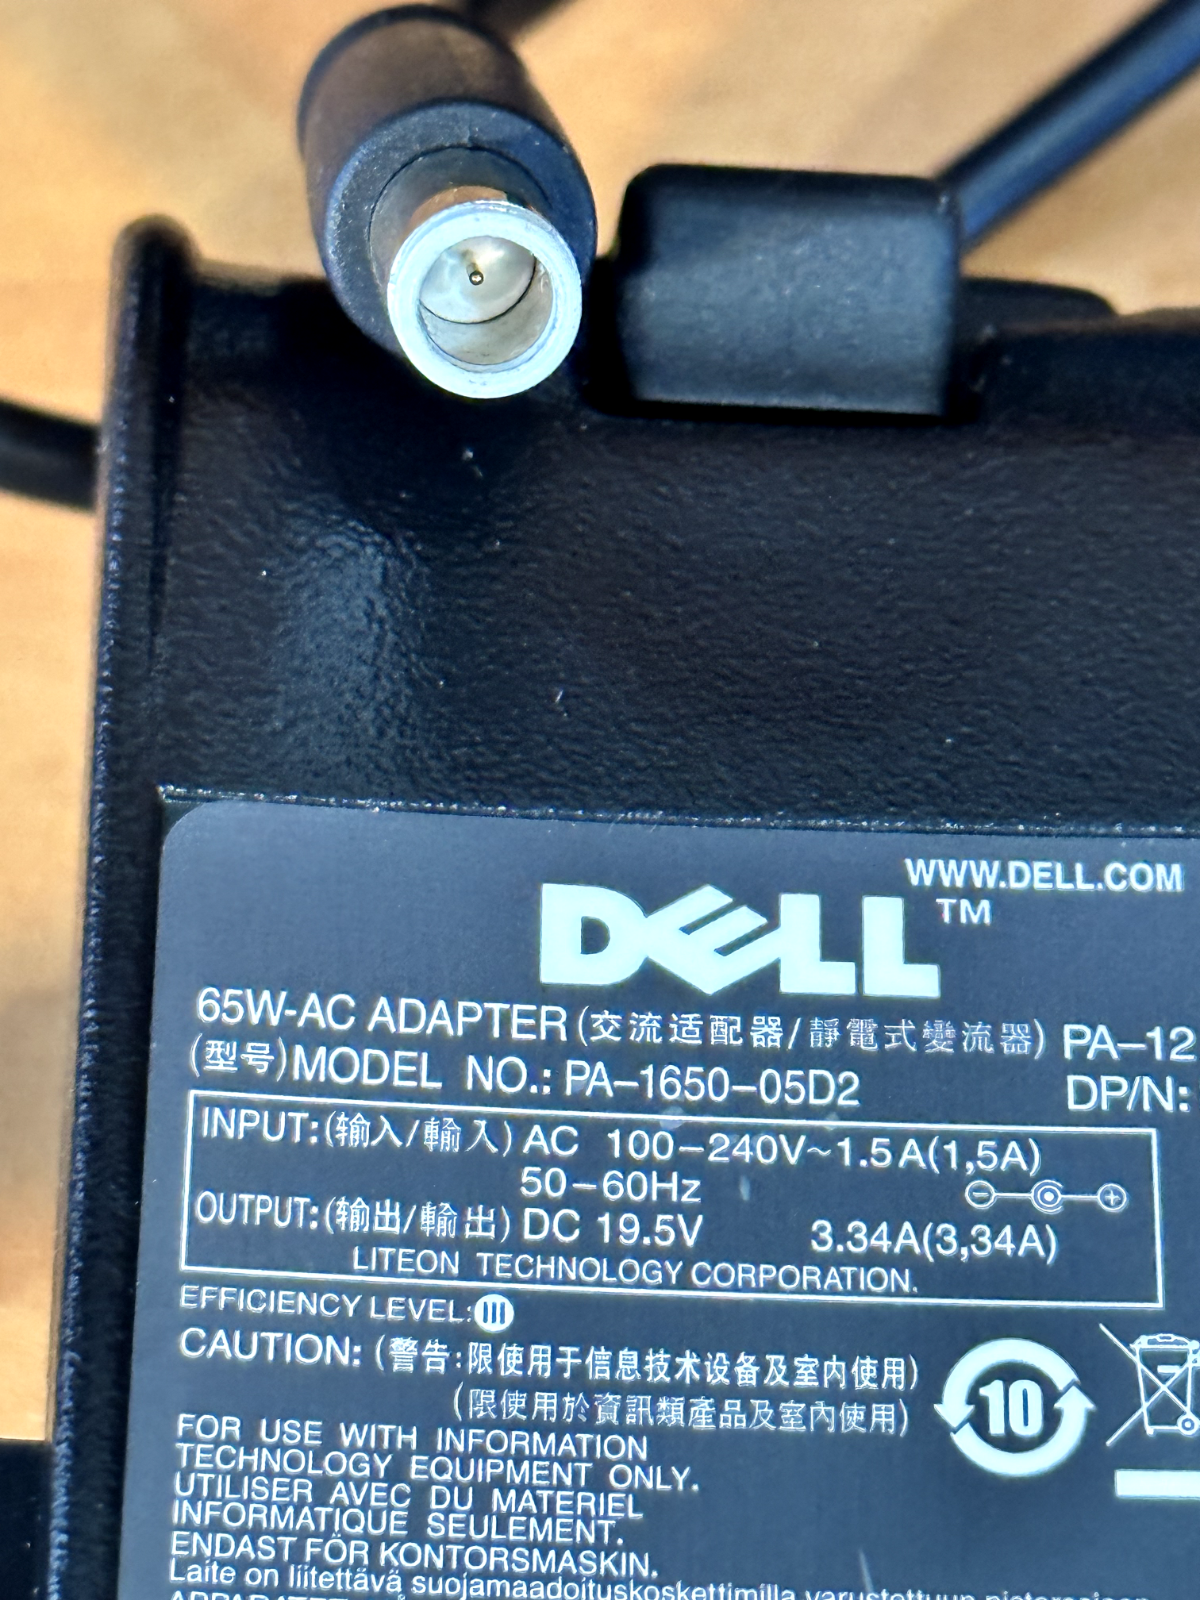 WWW.DELL.COM
DELL™
65W-AC ADAPTER (交流适配器/靜電式變流器) PA-12
(型号)MODEL NO.: PA-1650-05D2 DP/N:
INPUT:(输入/輸入) AC 100-240V~1.5A(1,5A)
50-60Hz
OUTPUT:(输出/輸出) DC 19.5V 3.34A(3,34A)
LITEON TECHNOLOGY CORPORATION.
EFFICIENCY LEVEL: III
CAUTION: (警告:限使用于信息技术设备及室内使用)
(限使用於資訊類產品及室內使用)
10
FOR USE WITH INFORMATION
TECHNOLOGY EQUIPMENT ONLY.
UTILISER AVEC DU MATERIEL
INFORMATIQUE SEULEMENT.
ENDAST FÖR KONTORSMASKIN.
Laite on liitettävä suojamaadoituskoskettimilla varustettuun